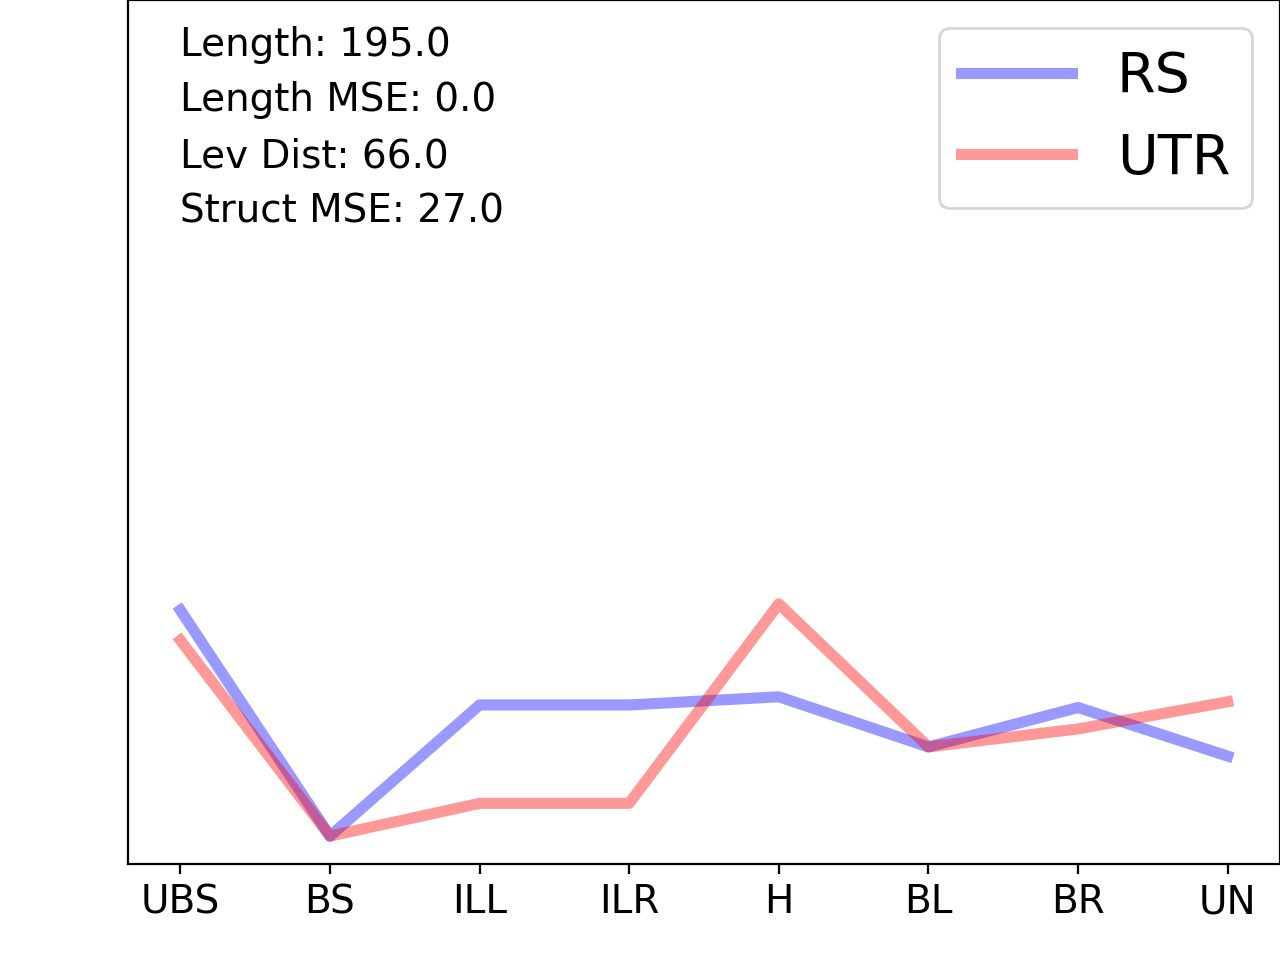 Length: 195.0
Length MSE: 0.0
Lev Dist: 66.0
Struct MSE: 27.0
RS
UTR
UBS BS ILL ILR H BL BR UN